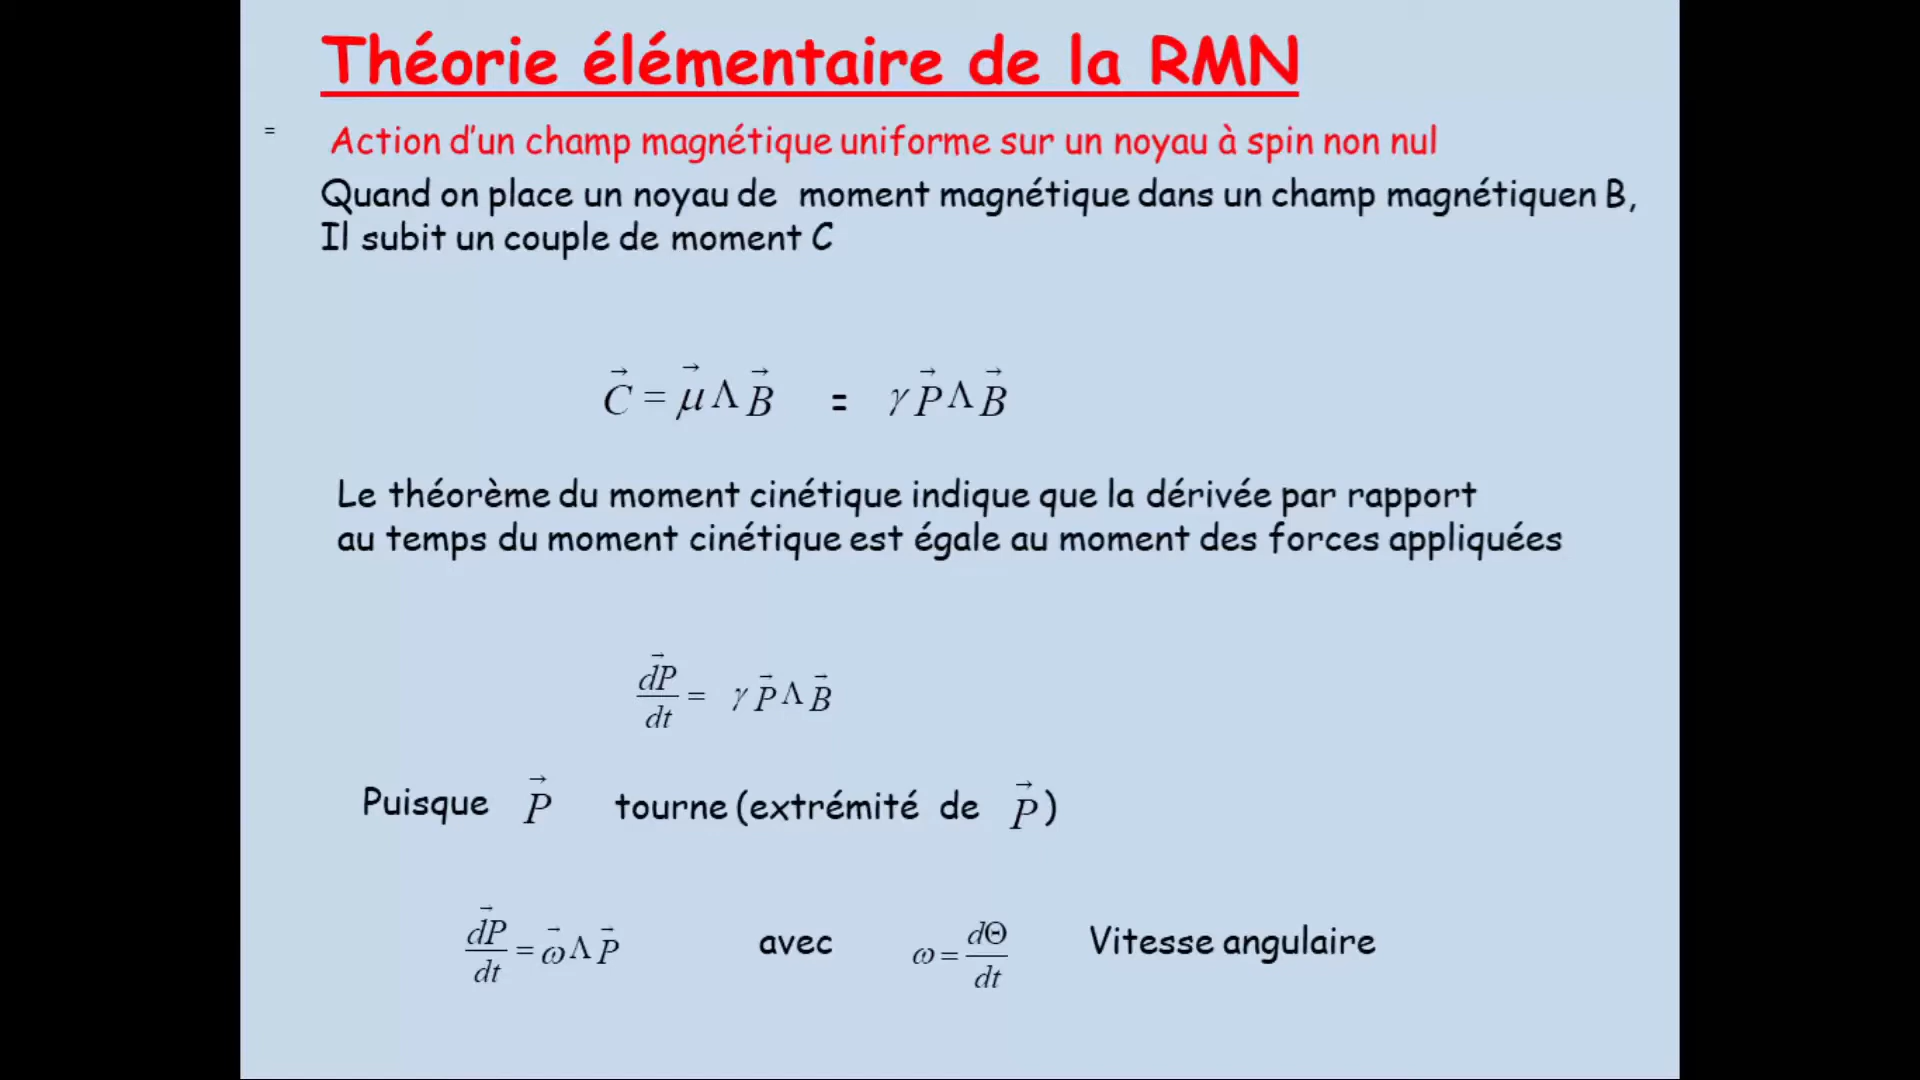 Théorie élémentaire de la RMN
= Action d'un champ magnétique uniforme sur un noyau à spin non nul
Quand on place un noyau de moment magnétique dans un champ magnétiquen B,
Il subit un couple de moment C
C⃗ = μ⃗ Λ B⃗ = γ P⃗ Λ B⃗
Le théorème du moment cinétique indique que la dérivée par rapport
au temps du moment cinétique est égale au moment des forces appliquées
dP⃗/dt = γ P⃗ Λ B⃗
Puisque P⃗ tourne (extrémité de P⃗ )
dP⃗/dt = ω⃗ Λ P⃗ avec ω = dΘ/dt Vitesse angulaire